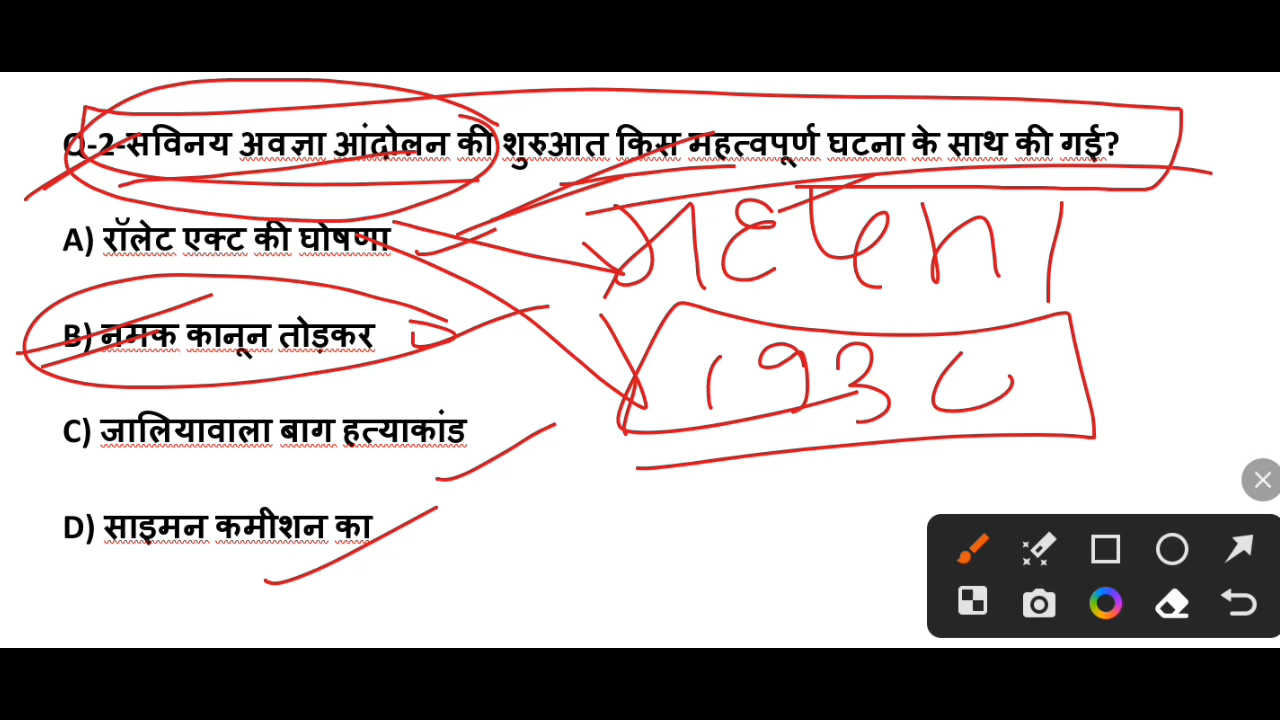 Q-2-सविनय अवज्ञा आंदोलन की शुरुआत किस महत्वपूर्ण घटना के साथ की गई?
A) रॉलेट एक्ट की घोषणा
B) नमक कानून तोड़कर
1930
C) जालियावाला बाग हत्याकांड
D) साइमन कमीशन का